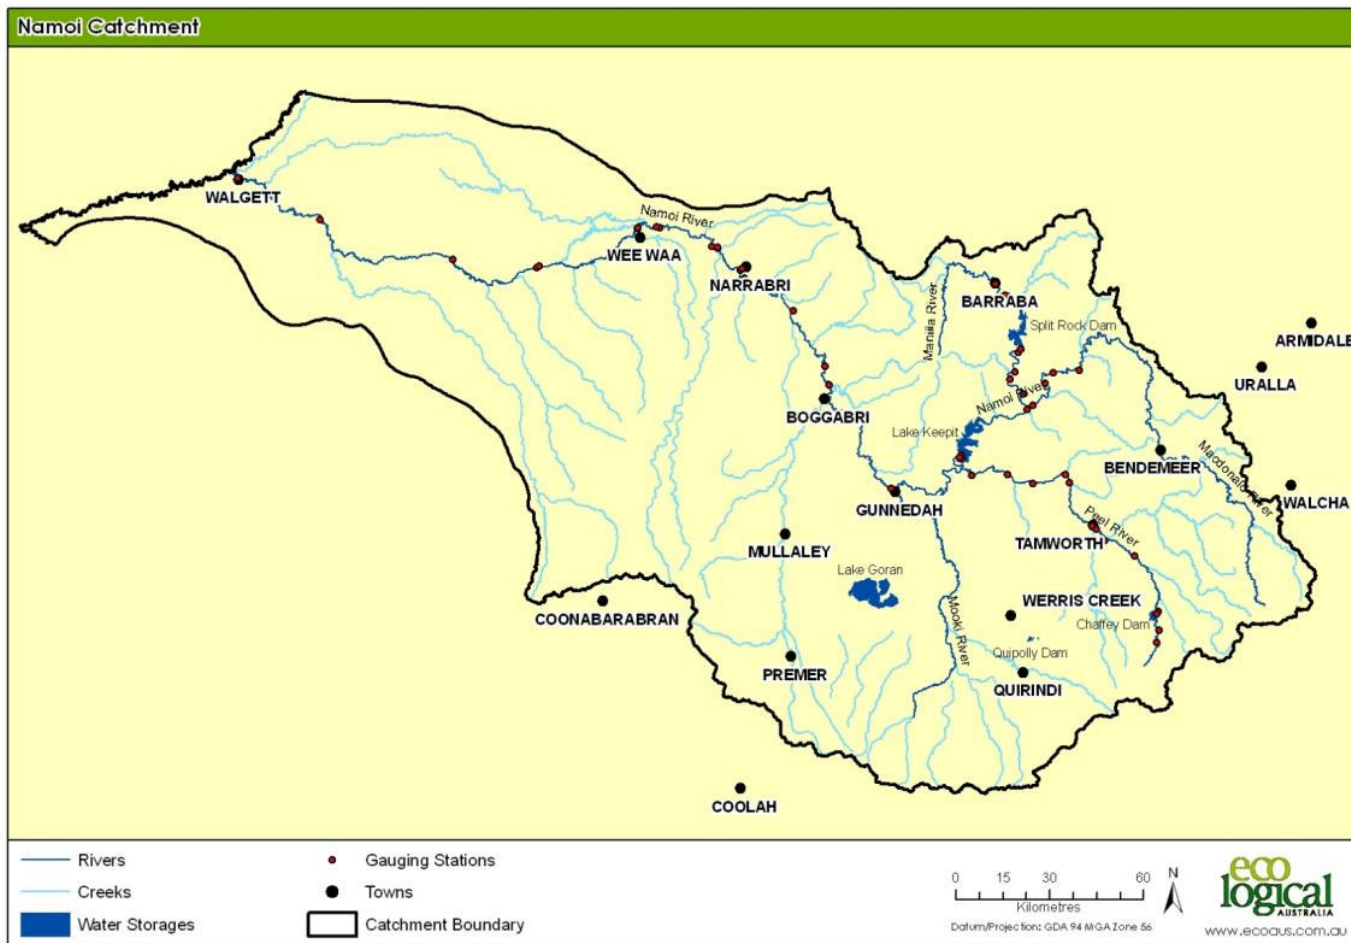 Namoi Catchment
WALGETT
Namoi River
WEE WAA
NARRABRI
BARRABA
Manilla River
Split Rock Dam
ARMIDALE
URALLA
BOGGABRI
Namoi River
Lake Keepit
BENDEMEER
Macdonald River
WALCHA
GUNNEDAH
Peel River
TAMWORTH
MULLALEY
Lake Goran
WERRIS CREEK
COONABARABRAN
Mooki River
Chaffey Dam
Quipolly Dam
PREMER
QUIRINDI
COOLAH
Rivers
Creeks
Water Storages
Gauging Stations
Towns
Catchment Boundary
0 15 30 60
Kilometres
N
Datum/Projection: GDA 94 MGA Zone 56
eco
logical
AUSTRALIA
www.ecoaus.com.au